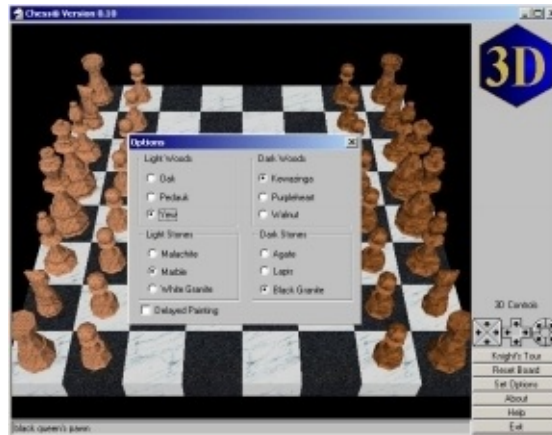 Chess® Version 0.10
3D
Options
Light Woods
Oak
Pedauk
Yew
Dark Woods
Kewazinga
Purpleheart
Walnut
Light Stones
Malachite
Marble
White Granite
Dark Stones
Agate
Lapis
Black Granite
Delayed Painting
3D Controls
Knight's Tour
Reset Board
Set Options
About
Help
Exit
black queen's pawn